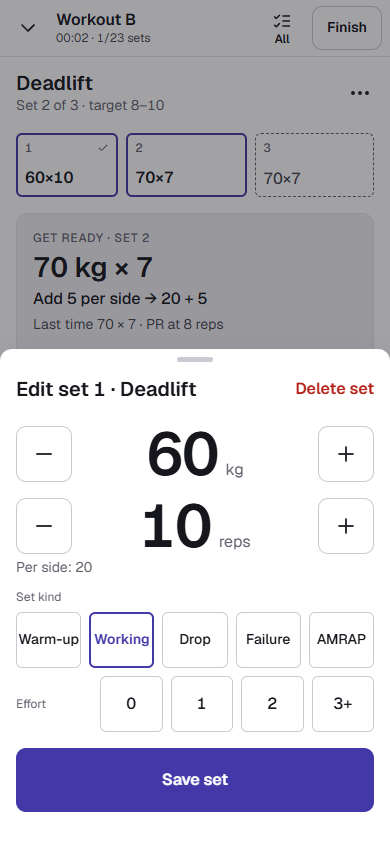 Workout B
00:02 · 1/23 sets
All
Finish
Deadlift
Set 2 of 3 · target 8–10
1
60×10
2
70×7
3
70×7
GET READY · SET 2
70 kg × 7
Add 5 per side → 20 + 5
Last time 70 × 7 · PR at 8 reps
Edit set 1 · Deadlift
Delete set
60 kg
10 reps
Per side: 20
Set kind
Warm-up
Working
Drop
Failure
AMRAP
Effort
0
1
2
3+
Save set